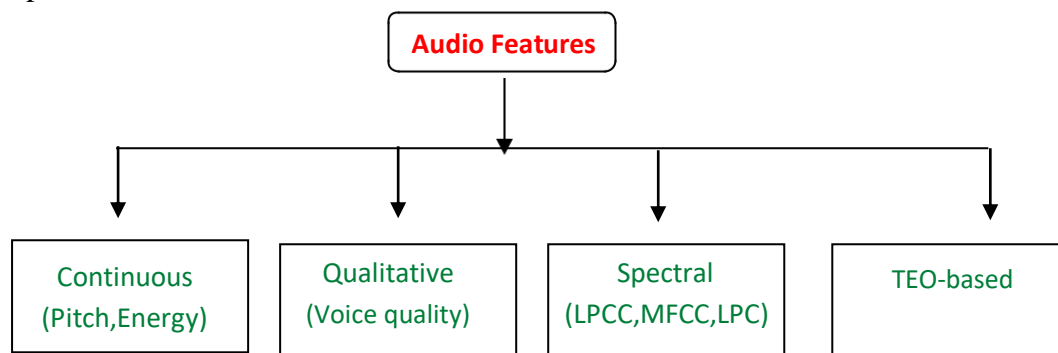 Audio Features
Continuous
(Pitch,Energy)
Qualitative
(Voice quality)
Spectral
(LPCC,MFCC,LPC)
TEO-based